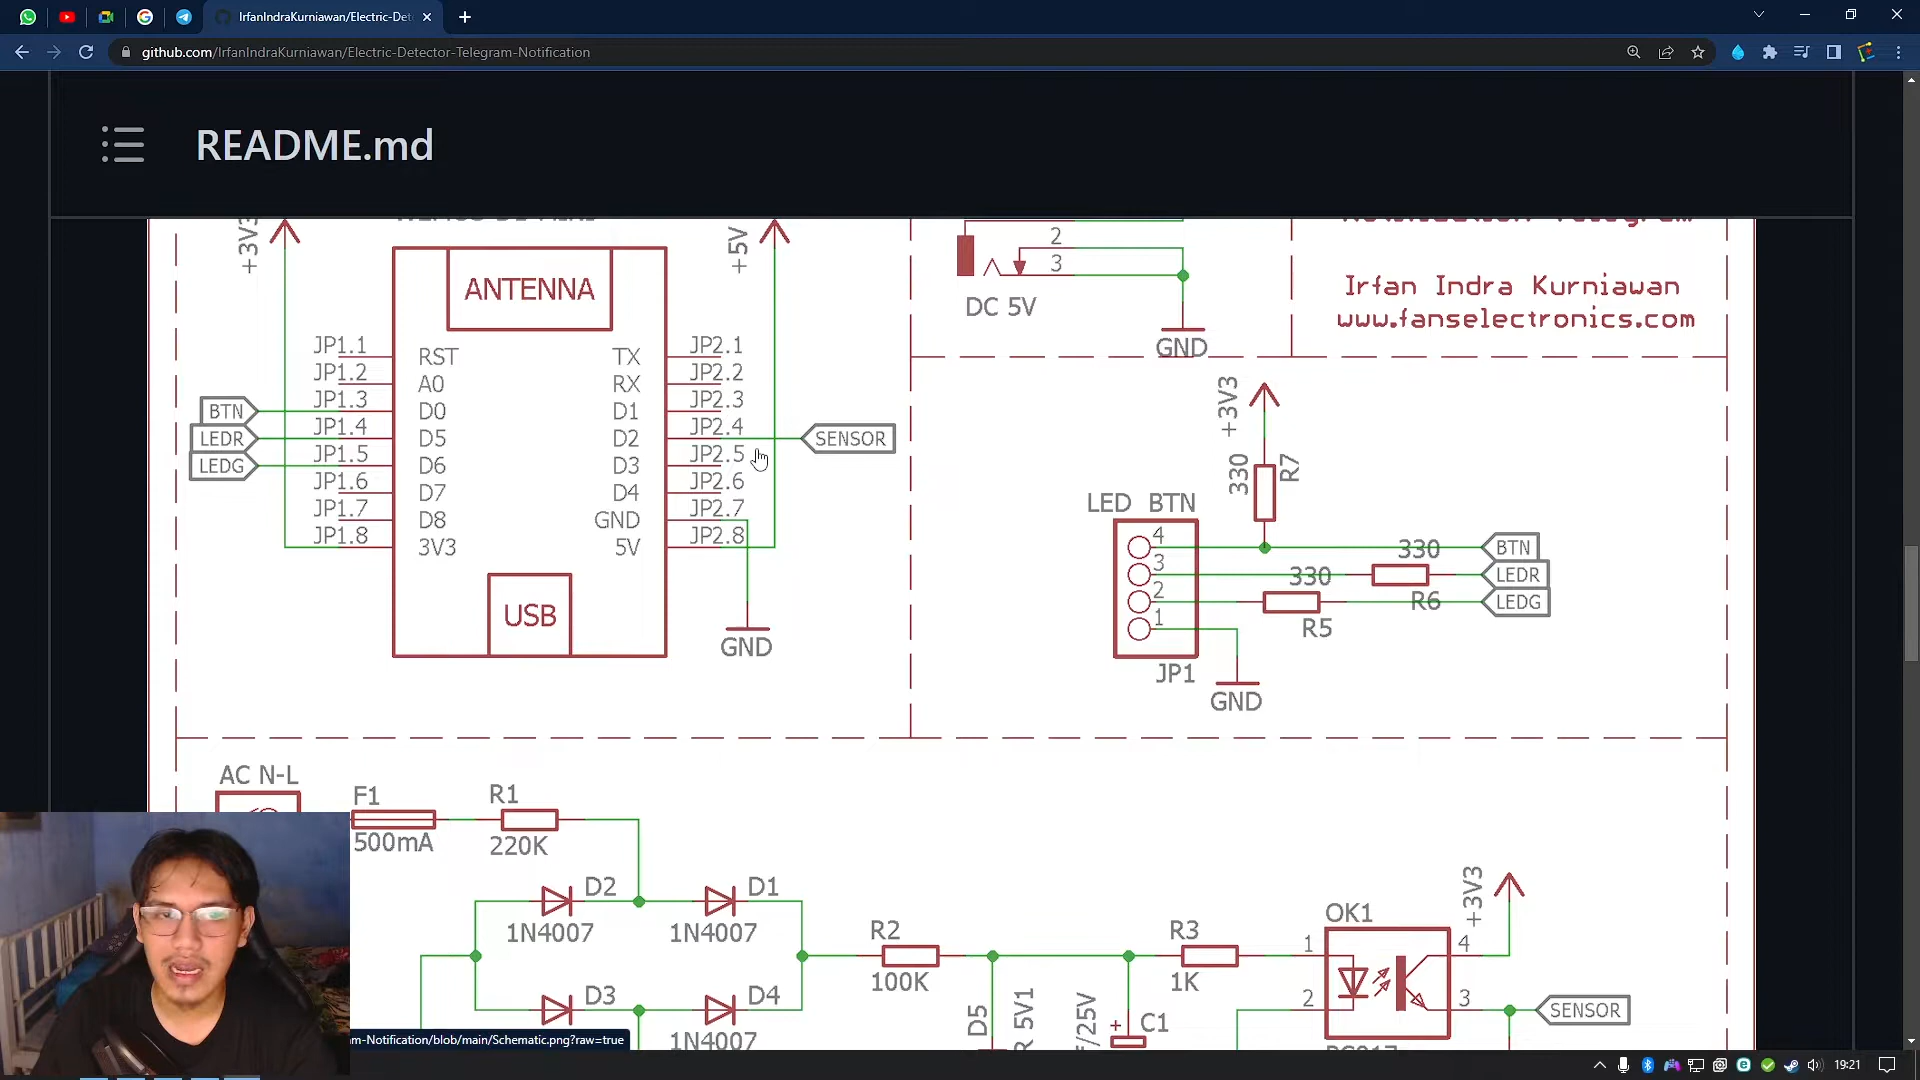 IrfanIndraKurniawan/Electric-Det
github.com/IrfanIndraKurniawan/Electric-Detector-Telegram-Notification
README.md
+3V3
+5V
ANTENNA
JP1.1 RST TX JP2.1
JP1.2 A0 RX JP2.2
BTN JP1.3 D0 D1 JP2.3
LEDR JP1.4 D5 D2 JP2.4 SENSOR
LEDG JP1.5 D6 D3 JP2.5
JP1.6 D7 D4 JP2.6
JP1.7 D8 GND JP2.7
JP1.8 3V3 5V JP2.8
USB
GND
2
3
DC 5V
GND
Irfan Indra Kurniawan
www.fanselectronics.com
+3V3
330
R7
LED BTN
4
3
2
1
330
330
R6
R5
BTN
LEDR
LEDG
JP1
GND
AC N-L
F1
500mA
R1
220K
D2
1N4007
D1
1N4007
D3
D4
1N4007
R2
100K
R3
1K
D5
5V1
/25V
+
C1
OK1
1
2
4
3
+3V3
SENSOR
m-Notification/blob/main/Schematic.png?raw=true
19:21